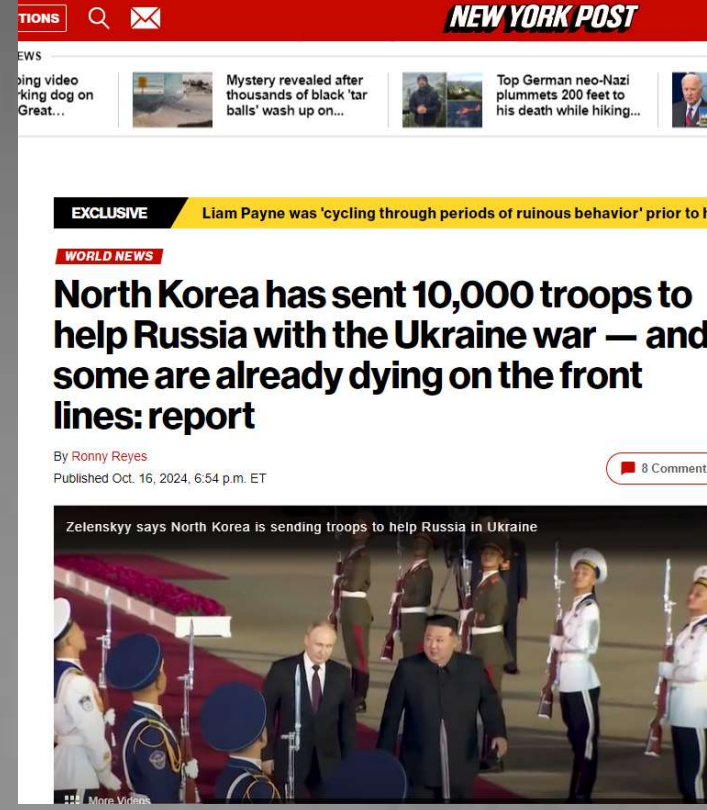 TIONS
NEW YORK POST
EWS
ing video
king dog on
Great...
Mystery revealed after
thousands of black 'tar
balls' wash up on...
Top German neo-Nazi
plummets 200 feet to
his death while hiking...
EXCLUSIVE
Liam Payne was 'cycling through periods of ruinous behavior' prior to h
WORLD NEWS
North Korea has sent 10,000 troops to
help Russia with the Ukraine war — and
some are already dying on the front
lines: report
By Ronny Reyes
Published Oct. 16, 2024, 6:54 p.m. ET
8 Comment
Zelenskyy says North Korea is sending troops to help Russia in Ukraine
More Videos